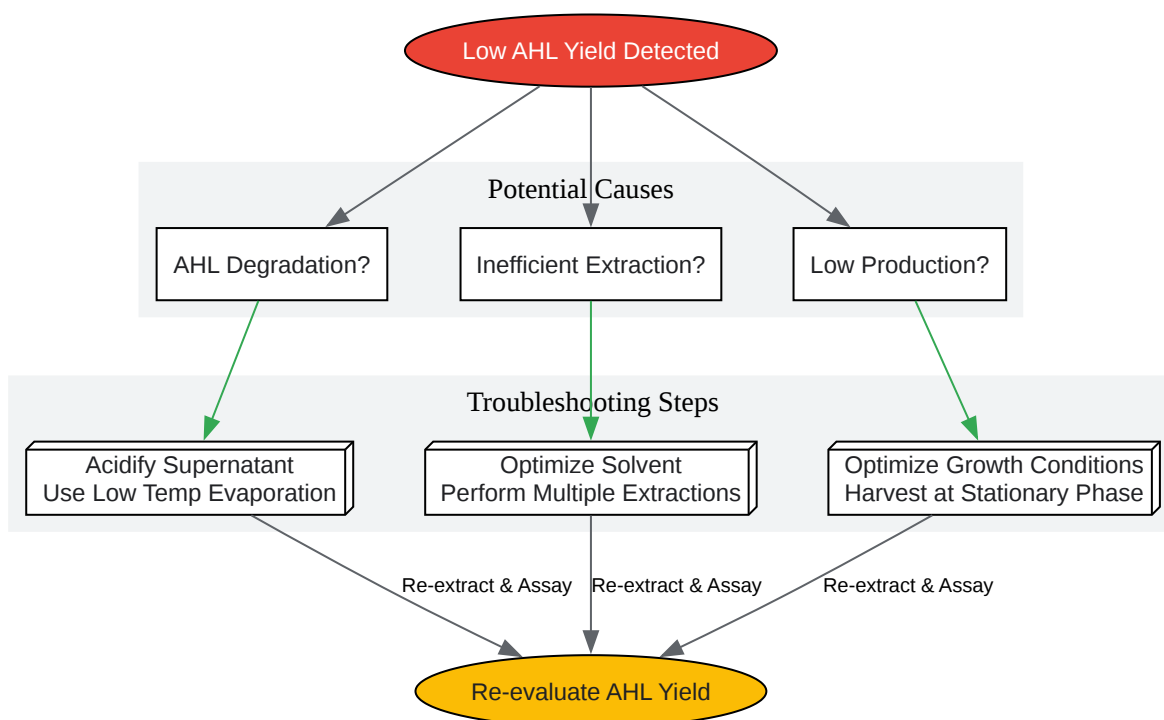 Low AHL Yield Detected
Potential Causes
AHL Degradation?
Inefficient Extraction?
Low Production?
Troubleshooting Steps
Acidify Supernatant
Use Low Temp Evaporation
Optimize Solvent
Perform Multiple Extractions
Optimize Growth Conditions
Harvest at Stationary Phase
Re-extract & Assay
Re-extract & Assay
Re-extract & Assay
Re-evaluate AHL Yield